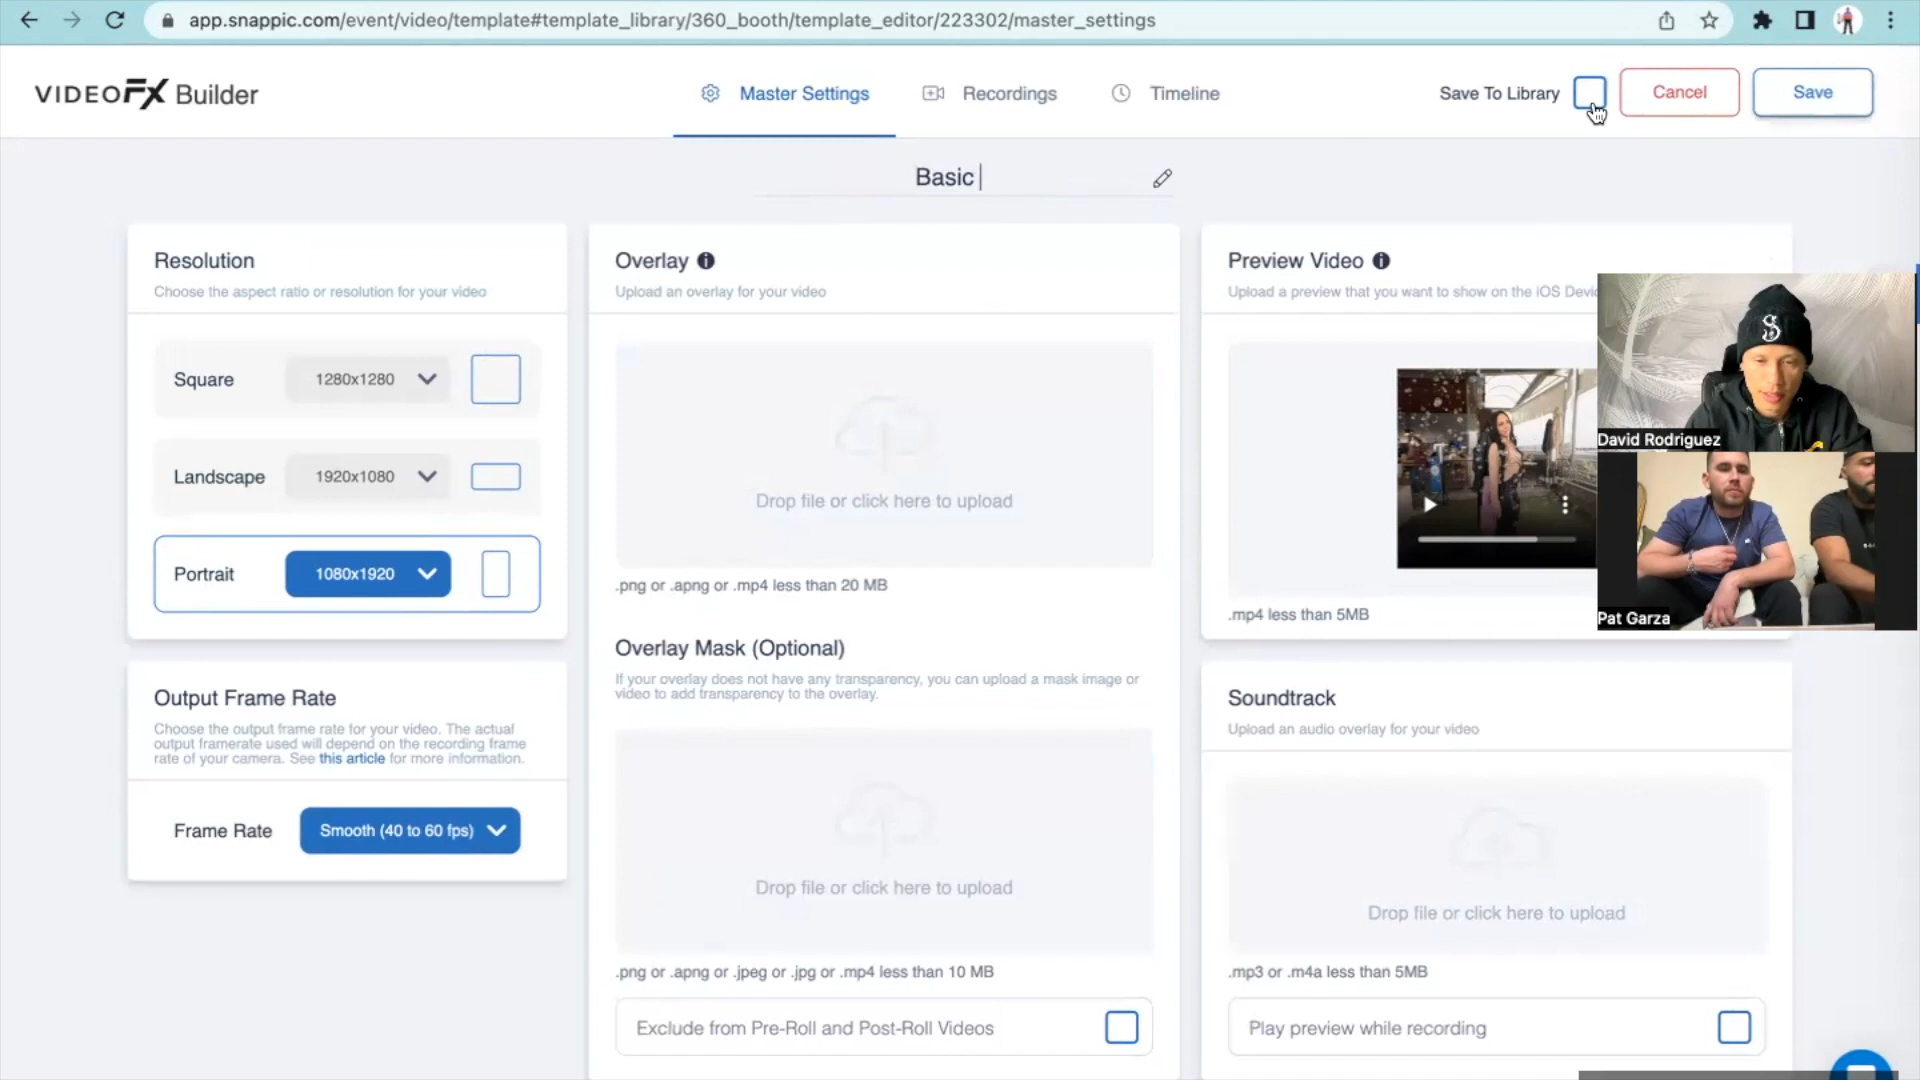 app.snappic.com/event/video/template#template_library/360_booth/template_editor/223302/master_settings
VIDEOFX Builder
Master Settings
Recordings
Timeline
Save To Library
Cancel
Save
Basic
Resolution
Choose the aspect ratio or resolution for your video
Square
1280x1280
Landscape
1920x1080
Portrait
1080x1920
Output Frame Rate
Choose the output frame rate for your video. The actual
output framerate used will depend on the recording frame
rate of your camera. See this article for more information.
Frame Rate
Smooth (40 to 60 fps)
Overlay
Upload an overlay for your video
Drop file or click here to upload
.png or .apng or .mp4 less than 20 MB
Overlay Mask (Optional)
If your overlay does not have any transparency, you can upload a mask image or
video to add transparency to the overlay.
Drop file or click here to upload
.png or .apng or .jpeg or .jpg or .mp4 less than 10 MB
Exclude from Pre-Roll and Post-Roll Videos
Preview Video
Upload a preview that you want to show on the iOS Devic
.mp4 less than 5MB
David Rodriguez
Pat Garza
Soundtrack
Upload an audio overlay for your video
Drop file or click here to upload
.mp3 or .m4a less than 5MB
Play preview while recording